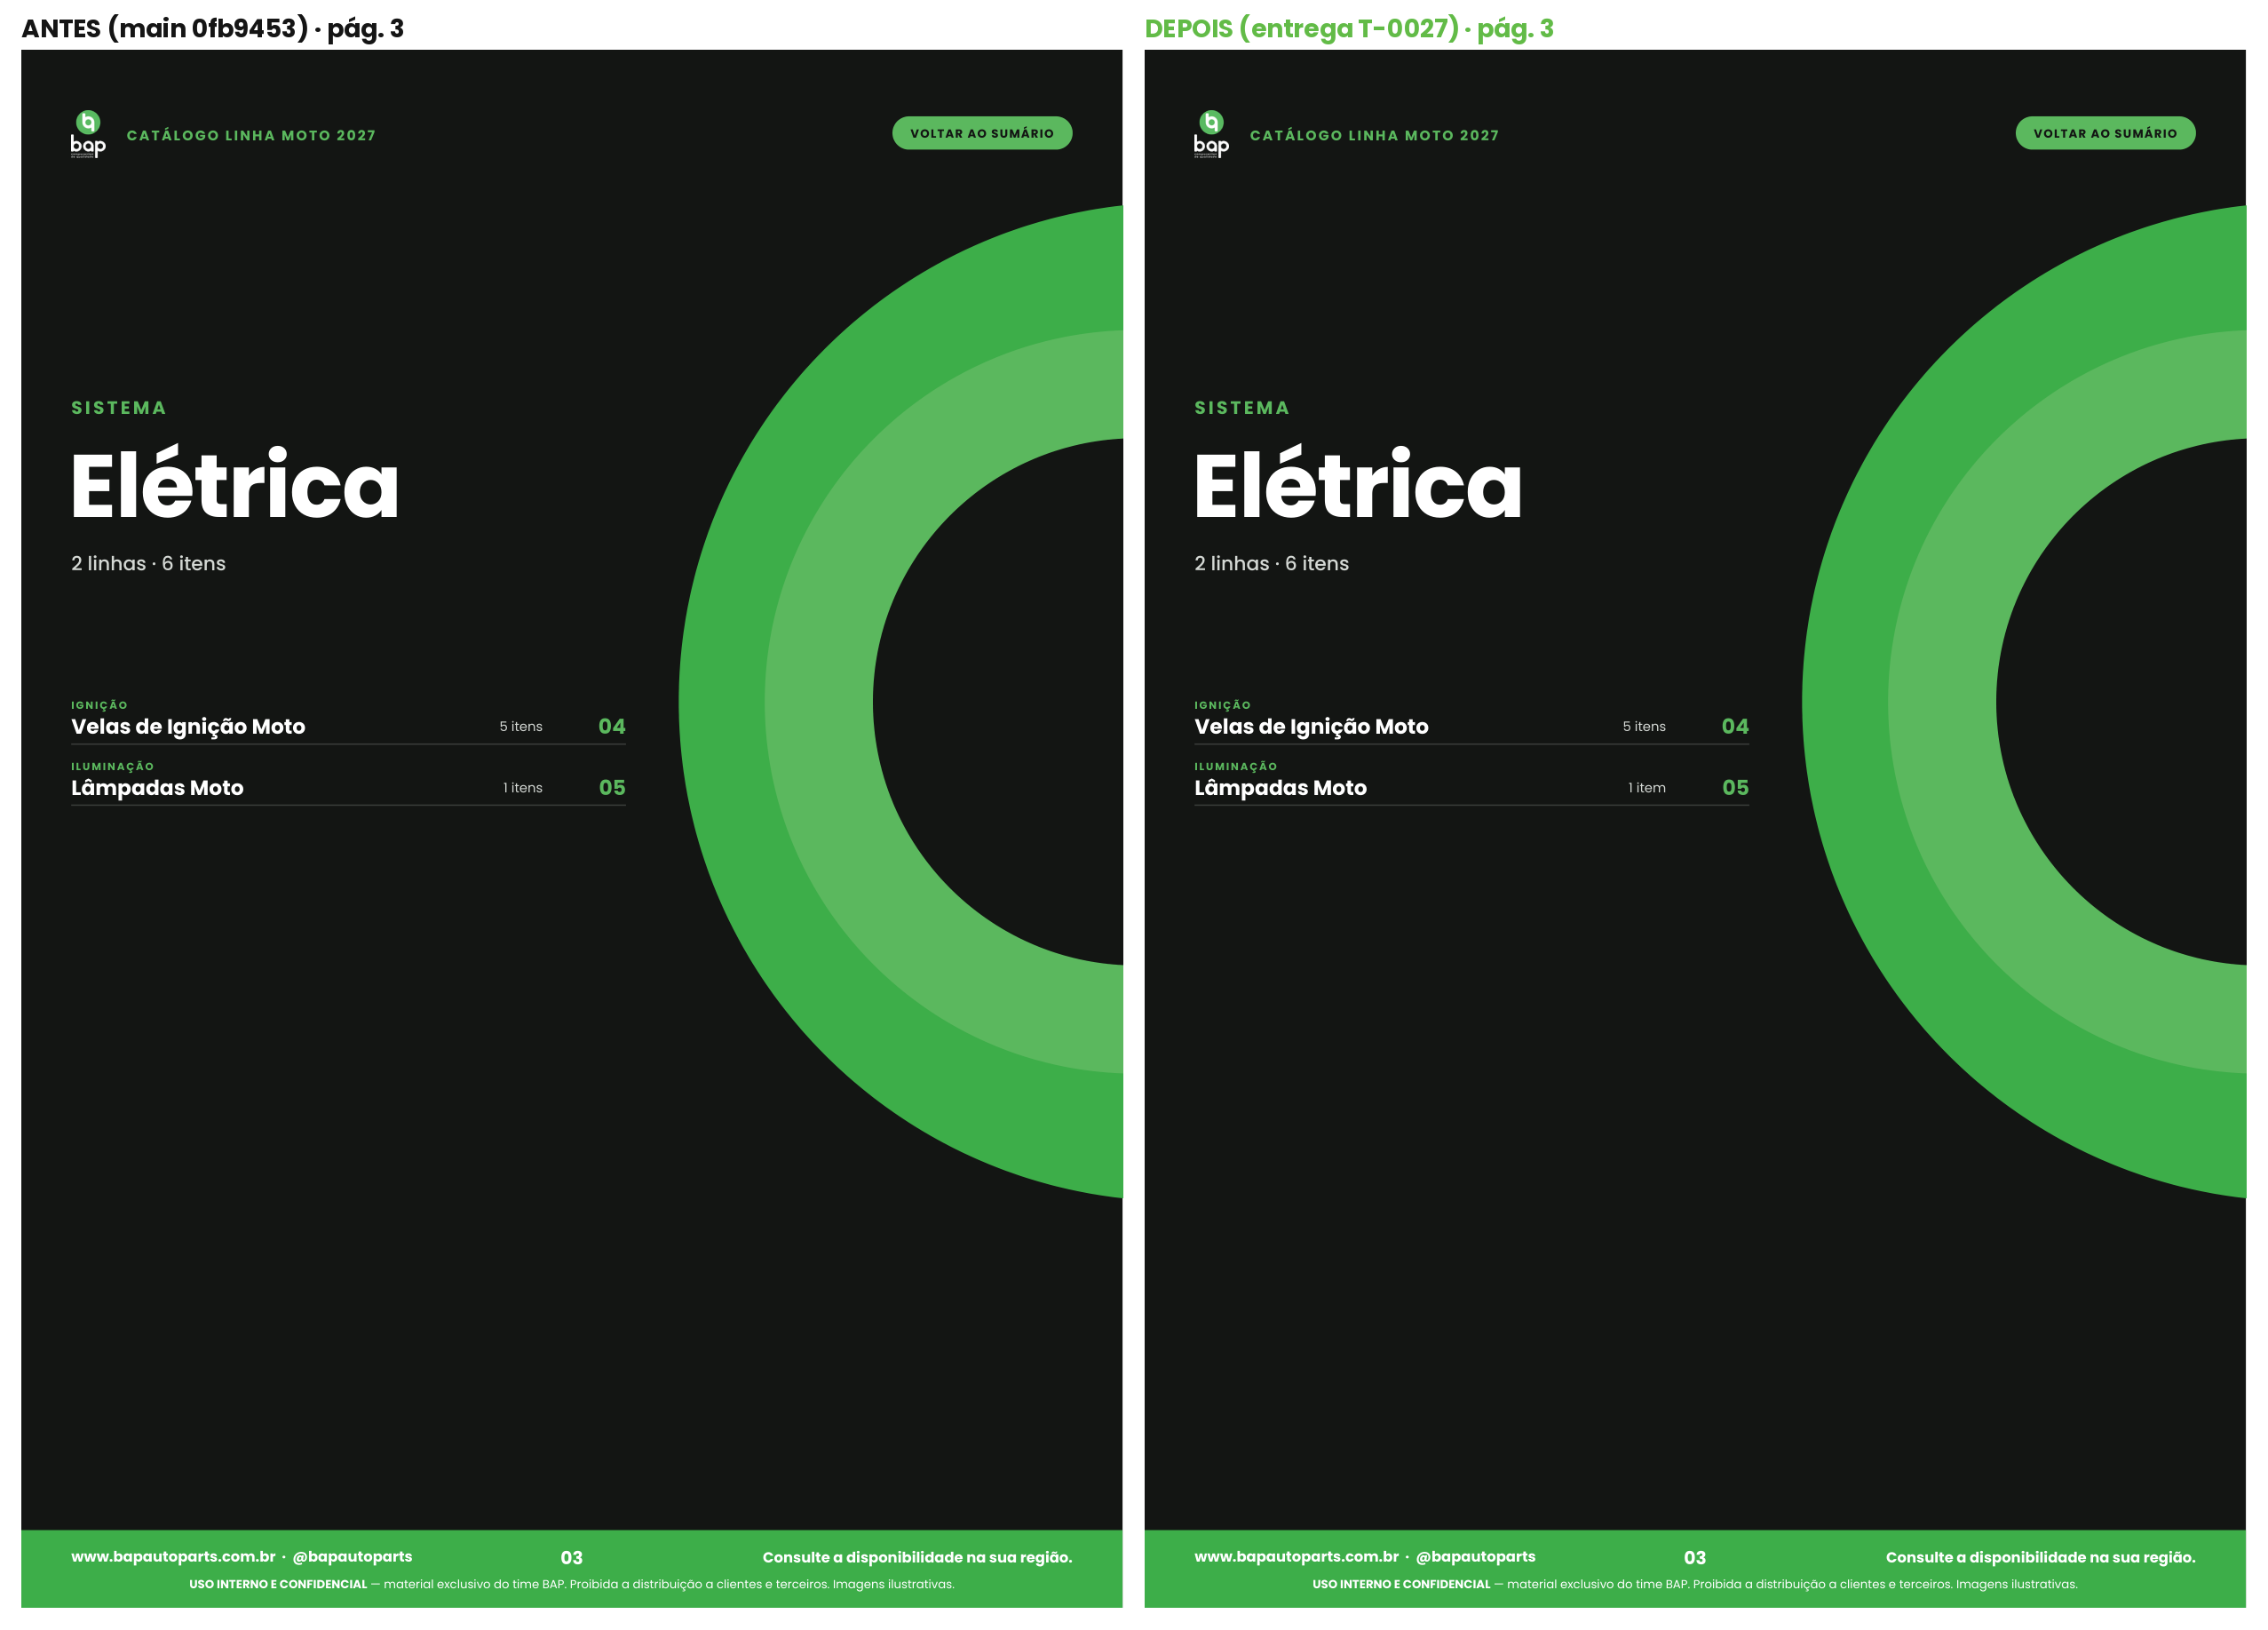 ANTES (main 0fb9453) · pág. 3
bap
CATÁLOGO LINHA MOTO 2027
VOLTAR AO SUMÁRIO
SISTEMA
Elétrica
2 linhas · 6 itens
IGNIÇÃO
Velas de Ignição Moto 5 itens 04
ILUMINAÇÃO
Lâmpadas Moto 1 itens 05
www.bapautoparts.com.br · @bapautoparts 03 Consulte a disponibilidade na sua região.
USO INTERNO E CONFIDENCIAL — material exclusivo do time BAP. Proibida a distribuição a clientes e terceiros. Imagens ilustrativas.
DEPOIS (entrega T-0027) · pág. 3
bap
CATÁLOGO LINHA MOTO 2027
VOLTAR AO SUMÁRIO
SISTEMA
Elétrica
2 linhas · 6 itens
IGNIÇÃO
Velas de Ignição Moto 5 itens 04
ILUMINAÇÃO
Lâmpadas Moto 1 item 05
www.bapautoparts.com.br · @bapautoparts 03 Consulte a disponibilidade na sua região.
USO INTERNO E CONFIDENCIAL — material exclusivo do time BAP. Proibida a distribuição a clientes e terceiros. Imagens ilustrativas.